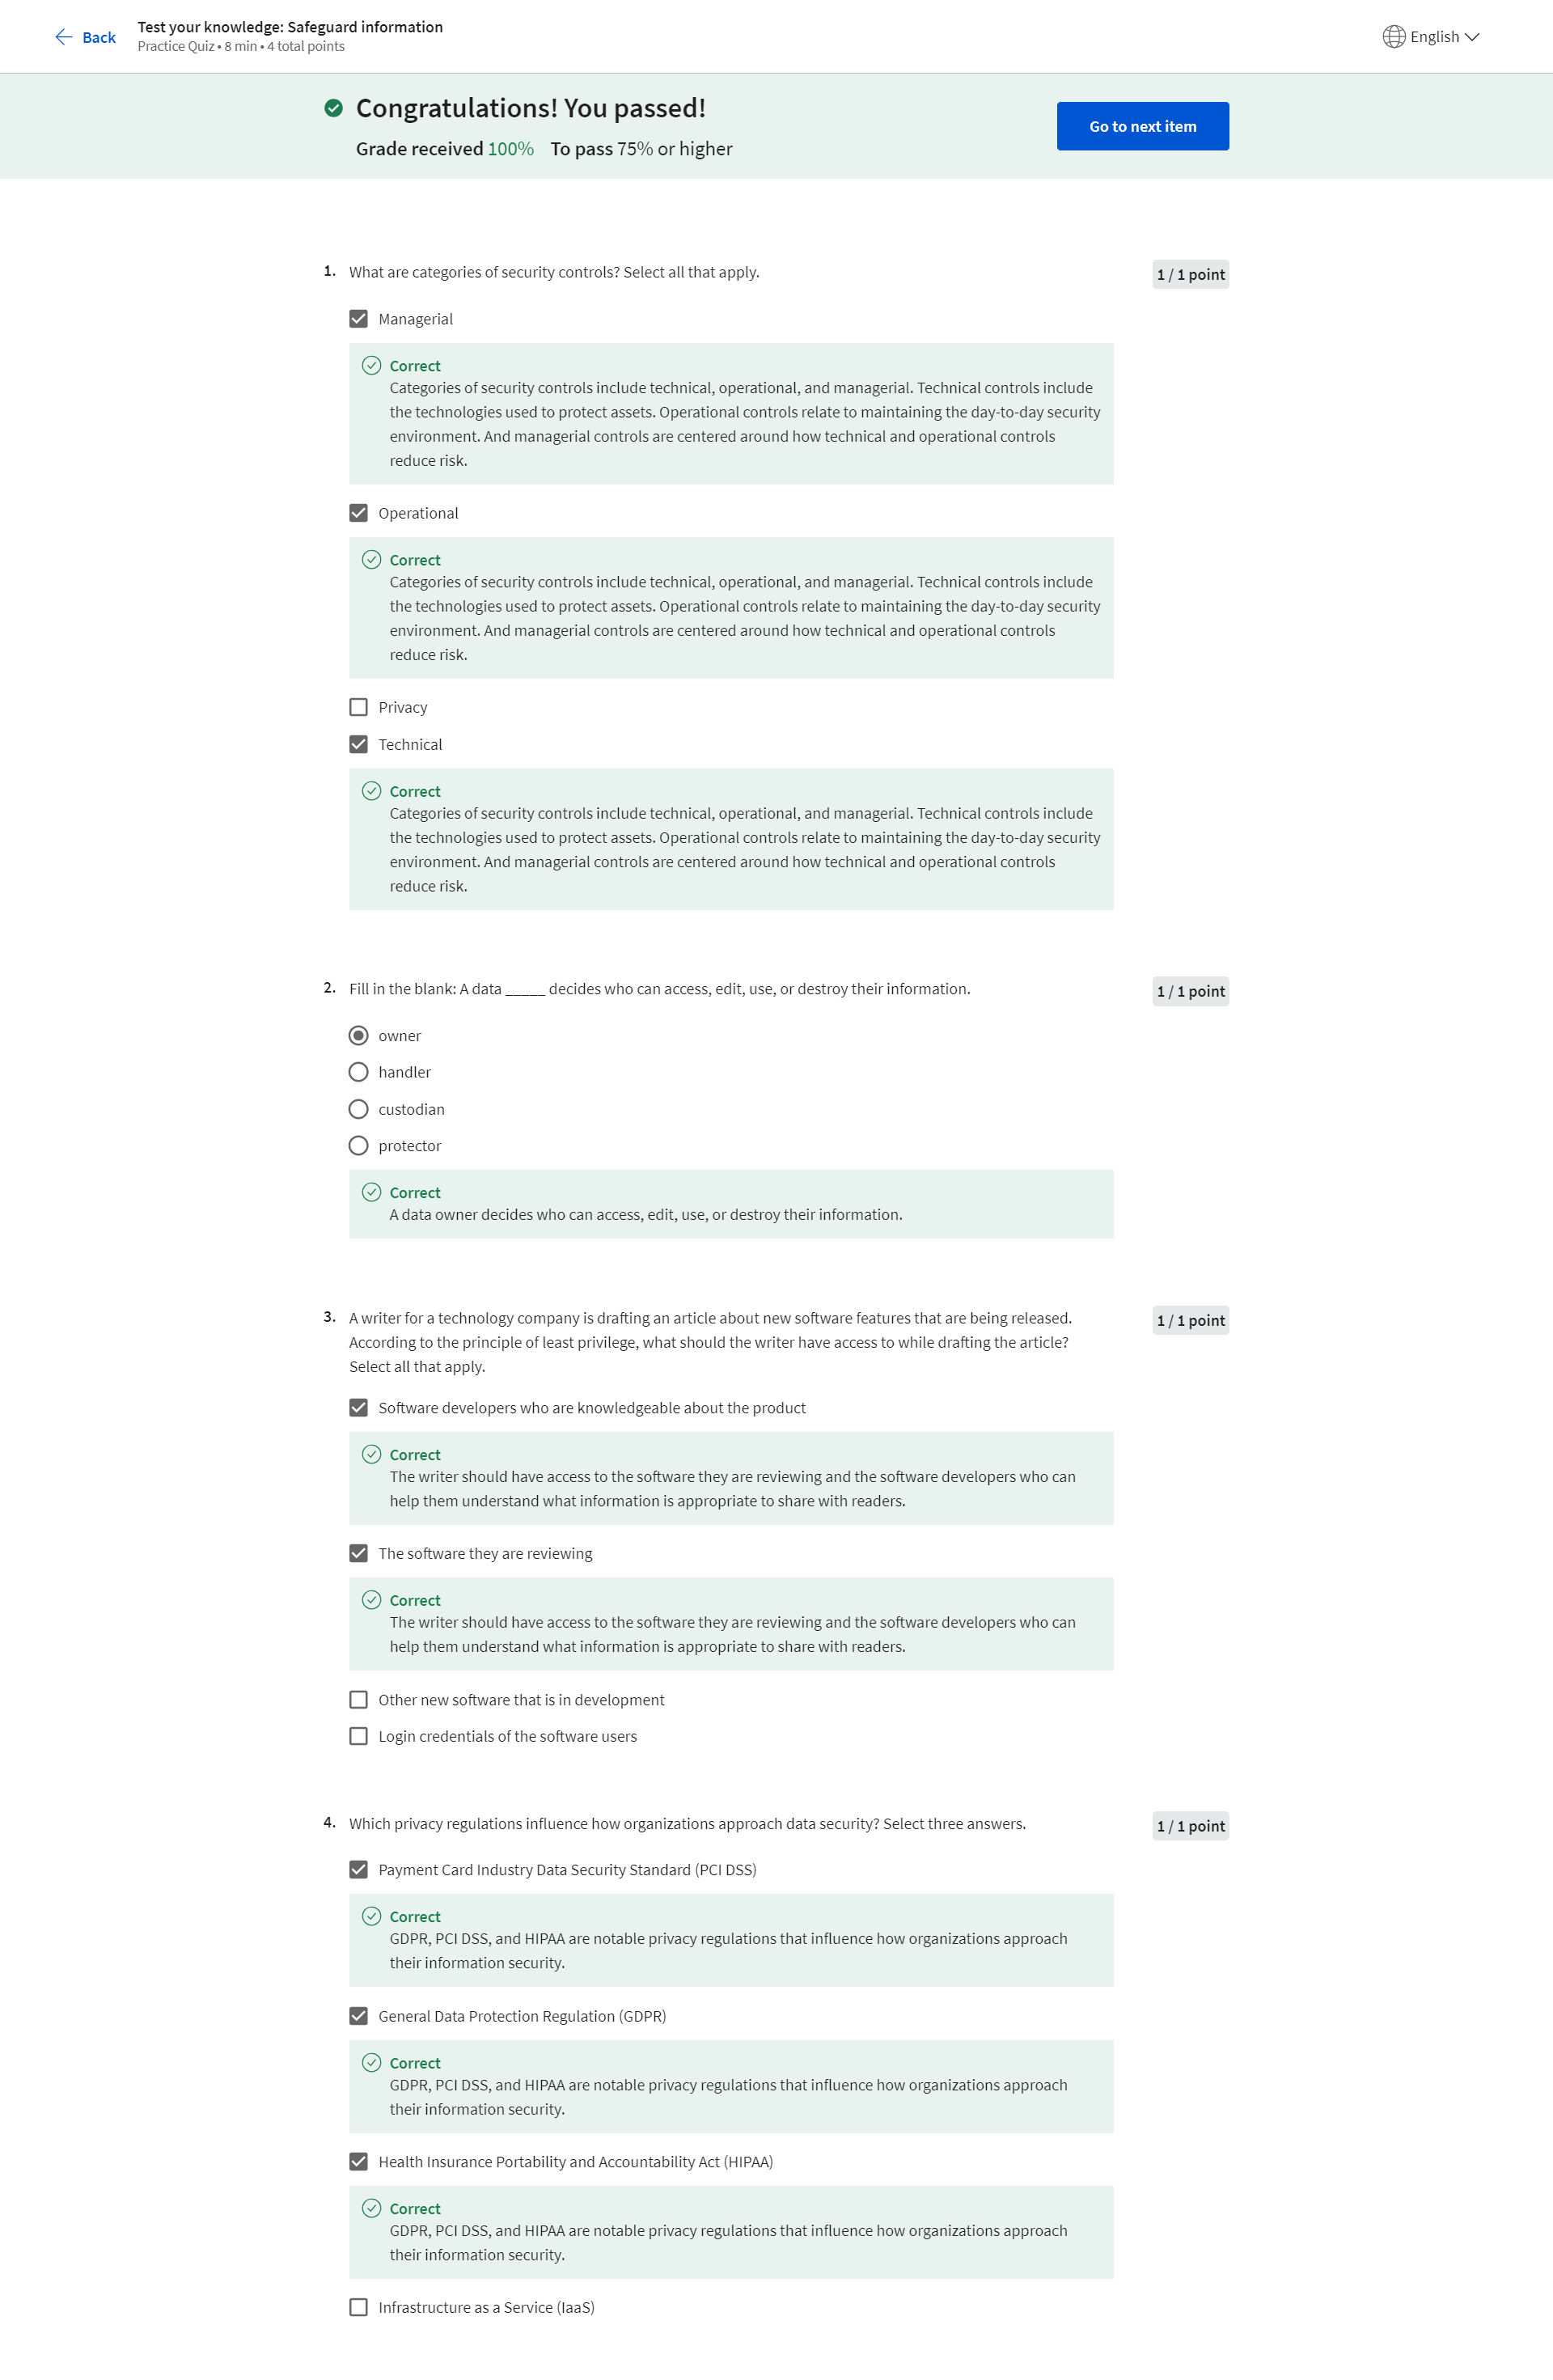 Back
Test your knowledge: Safeguard information
Practice Quiz • 8 min • 4 total points
English
Congratulations! You passed!
Grade received 100% To pass 75% or higher
Go to next item
1. What are categories of security controls? Select all that apply.
1 / 1 point
Managerial
Correct
Categories of security controls include technical, operational, and managerial. Technical controls include
the technologies used to protect assets. Operational controls relate to maintaining the day-to-day security
environment. And managerial controls are centered around how technical and operational controls
reduce risk.
Operational
Correct
Categories of security controls include technical, operational, and managerial. Technical controls include
the technologies used to protect assets. Operational controls relate to maintaining the day-to-day security
environment. And managerial controls are centered around how technical and operational controls
reduce risk.
Privacy
Technical
Correct
Categories of security controls include technical, operational, and managerial. Technical controls include
the technologies used to protect assets. Operational controls relate to maintaining the day-to-day security
environment. And managerial controls are centered around how technical and operational controls
reduce risk.
2. Fill in the blank: A data _____ decides who can access, edit, use, or destroy their information.
1 / 1 point
owner
handler
custodian
protector
Correct
A data owner decides who can access, edit, use, or destroy their information.
3. A writer for a technology company is drafting an article about new software features that are being released.
According to the principle of least privilege, what should the writer have access to while drafting the article?
Select all that apply.
1 / 1 point
Software developers who are knowledgeable about the product
Correct
The writer should have access to the software they are reviewing and the software developers who can
help them understand what information is appropriate to share with readers.
The software they are reviewing
Correct
The writer should have access to the software they are reviewing and the software developers who can
help them understand what information is appropriate to share with readers.
Other new software that is in development
Login credentials of the software users
4. Which privacy regulations influence how organizations approach data security? Select three answers.
1 / 1 point
Payment Card Industry Data Security Standard (PCI DSS)
Correct
GDPR, PCI DSS, and HIPAA are notable privacy regulations that influence how organizations approach
their information security.
General Data Protection Regulation (GDPR)
Correct
GDPR, PCI DSS, and HIPAA are notable privacy regulations that influence how organizations approach
their information security.
Health Insurance Portability and Accountability Act (HIPAA)
Correct
GDPR, PCI DSS, and HIPAA are notable privacy regulations that influence how organizations approach
their information security.
Infrastructure as a Service (IaaS)